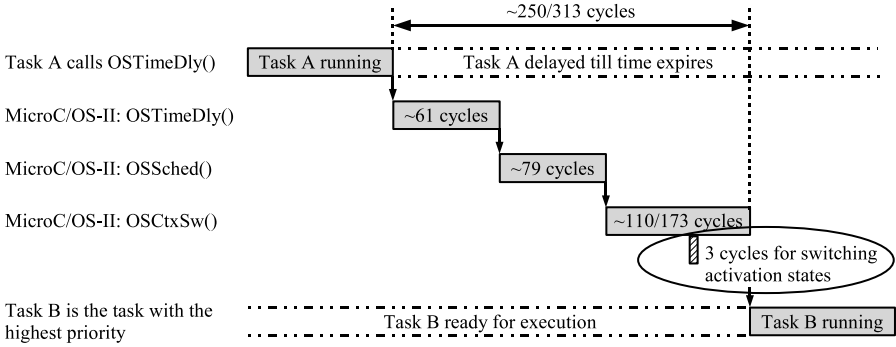 ~250/313 cycles
Task A calls OSTimeDly()
Task A running
Task A delayed till time expires
MicroC/OS-II: OSTimeDly()
~61 cycles
MicroC/OS-II: OSSched()
~79 cycles
MicroC/OS-II: OSCtxSw()
~110/173 cycles
3 cycles for switching
activation states
Task B is the task with the
highest priority
Task B ready for execution
Task B running